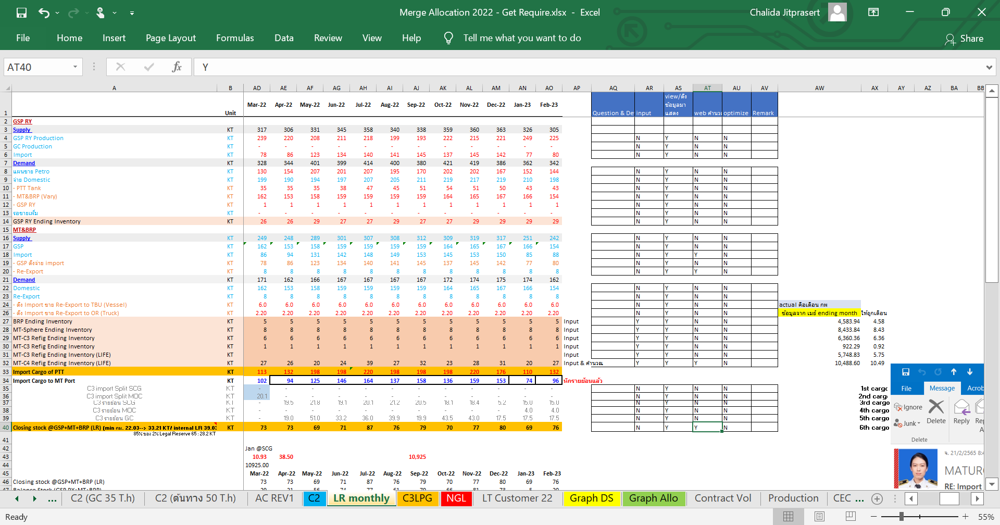 Merge Allocation 2022 - Get Require.xlsx - Excel
Chalida Jitprasert
File Home Insert Page Layout Formulas Data Review View Help Tell me what you want to do Share
AT40 fx Y
A B AD AE AF AG AH AI AJ AK AL AM AN AO AP AQ AR AS AT AU AV AW AX AY AZ BA BB
1 Unit Mar-22 Apr-22 May-22 Jun-22 Jul-22 Aug-22 Sep-22 Oct-22 Nov-22 Dec-22 Jan-23 Feb-23 Question & De input view/ดึงข้อมูลมาแสดง web คำนว optimize Remark
2 GSP RY
3 Supply KT 317 306 331 345 358 340 338 359 360 363 326 305
4 GSP RY Production KT 239 220 208 211 218 199 193 222 215 221 249 225 N Y N N
5 GC Production KT - - - - - - - - - - - - N Y N N
6 Import KT 78 86 123 134 140 141 145 137 145 142 77 80 N Y N N
7 Demand KT 328 344 401 399 414 400 380 421 419 386 362 342
8 แผนขาย Petro KT 130 154 207 201 207 195 170 202 202 167 152 144 N Y N N
9 จ่าย Domestic KT 199 190 194 197 207 205 211 219 217 219 210 198 N Y N N
10 - PTT Tank KT 35 35 35 38 47 45 51 54 51 50 43 43 N Y N N
11 - MT&BRP (Vary) KT 162 153 158 159 159 159 159 164 165 167 166 154 N Y N N
12 - GSP RY KT 1 1 1 1 1 1 1 1 1 1 1 1 N Y N N
13 รอขายเพิ่ม KT - - - - - - - - - - - - N Y N N
14 GSP RY Ending Inventory KT 26 26 29 27 27 29 27 27 29 29 29 29 N Y N N
15 MT&BRP
16 Supply KT 249 248 289 301 307 308 312 309 319 317 251 242 N Y N N
17 GSP KT 162 153 158 159 159 159 159 164 165 167 166 154 N Y N N
18 Import KT 86 94 131 142 148 149 153 145 153 150 85 88 N Y Y N
19 - GSP ดึงจ่าย import KT 78 86 123 134 140 141 145 137 145 142 77 80 N Y N N
20 - Re-Export KT 8 8 8 8 8 8 8 8 8 8 8 8 N Y Y N
21 Demand KT 171 162 166 167 167 167 167 172 174 175 174 162
22 Domestic KT 162 153 158 159 159 159 159 164 165 167 166 154 N Y N N
23 Re-Export KT 8 8 8 8 8 8 8 8 8 8 8 8 N Y N N
24 - ดึง Import ขาย Re-Export to TBU (Vessel) KT 6.0 6.0 6.0 6.0 6.0 6.0 6.0 6.0 6.0 6.0 6.0 6.0 N Y N N actual คือเดือน กพ
26 - ดึง Import ขาย Re-Export to OR (Truck) KT 2.20 2.20 2.20 2.20 2.20 2.20 2.20 2.20 2.20 2.20 2.20 2.20 N Y N N ข้อมูลจาก เมย์ ending month ให้ถูกเดือน
27 BRP Ending Inventory KT 5 5 5 5 5 5 5 5 5 5 5 5 Input Y Y N N 4,583.94 4.58
28 MT-Sphere Ending Inventory KT 8 8 8 8 8 8 8 8 8 8 8 8 Input Y Y N N 8,433.84 8.43
29 MT-C3 Refig Ending Inventory KT 6 6 6 6 6 6 6 6 6 6 6 6 Input Y Y N N 6,360.36 6.36
30 MT-C3 Refig Ending Inventory KT 1 1 1 1 1 1 1 1 1 1 1 1 Input Y Y N N 922.29 0.92
31 MT-C3 Refig Ending Inventory (LIFE) KT Input Y Y N N 5,748.83 5.75
32 MT-C4 Refig Ending Inventory (LIFE) KT 27 26 20 24 39 27 32 23 28 31 20 27 Input & คำนวณ Y Y Y N 10,488.60 10.49
33 Import Cargo of PTT KT 113 132 198 198 220 198 198 198 220 176 110 132
34 Import Cargo to MT Port KT 102 94 125 146 164 137 158 136 159 153 74 96 หักรายย้อนแล้ว
35 C3 import Split SCG KT - - - - - - - - - - - - N Y N N 1st cargo
36 C3 import Split MOC KT 20.1 - - - - - - - - - - - N Y N N 2nd carg
37 C3 รายย้อน SCG KT - 19.5 21.8 19.1 20.1 21.2 20.5 18.1 18.4 5.2 15.0 15.0 N Y N N 3rd cargo
38 C3 รายย้อน MOC KT - - - - - - - - - - 4.0 4.0 N Y N N 4th cargo
39 C3 รายย้อน GC KT - 19.0 51.0 33.2 36.0 39.9 19.9 43.5 43.0 17.5 17.5 17.5 N Y N N 5th cargo
40 Closing stock @GSP+MT+BRP (LR) (min คม. 22.03--> 33.21 KT/ internal LR 39.03 KT 73 73 69 71 87 76 79 70 77 80 69 76 N Y Y N 6th cargo
85% ของ 2% Legal Reserve 65 : 28.2 KT
41
42 Jan @SCG
43 10.93 38.50 10,925
44 10925.00
45 Mar-22 Apr-22 May-22 Jun-22 Jul-22 Aug-22 Sep-22 Oct-22 Nov-22 Dec-22 Jan-23 Feb-23
46 Closing stock @GSP+MT+BRP (LR) 73 73 69 71 87 76 79 70 77 80 69 76
File Message Acrob
Ignore Junk Delete Reply Rep A
Delete
จ. 21/2/2565 8:4
MATUR
RE: Import
... C2 (GC 35 T.h) C2 (ต้นทาง 50 T.h) AC REV1 C2 LR monthly C3LPG NGL LT Customer 22 Graph DS Graph Allo Contract Vol Production CEC ...
Ready 55%